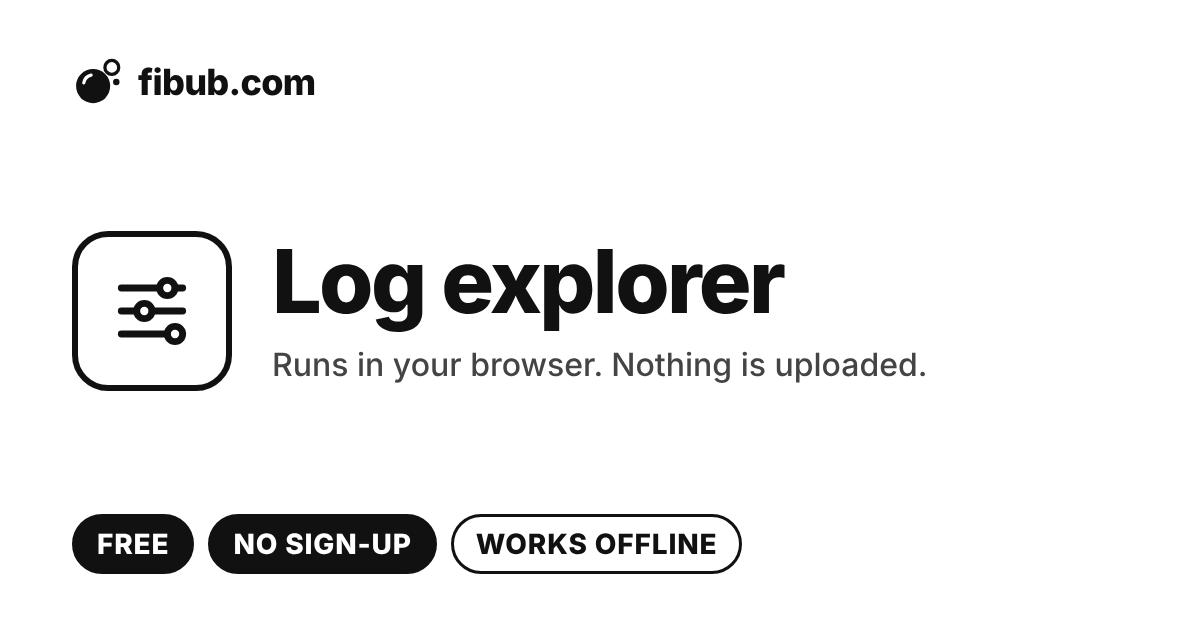 fibub.com
Log explorer
Runs in your browser. Nothing is uploaded.
FREE NO SIGN-UP WORKS OFFLINE